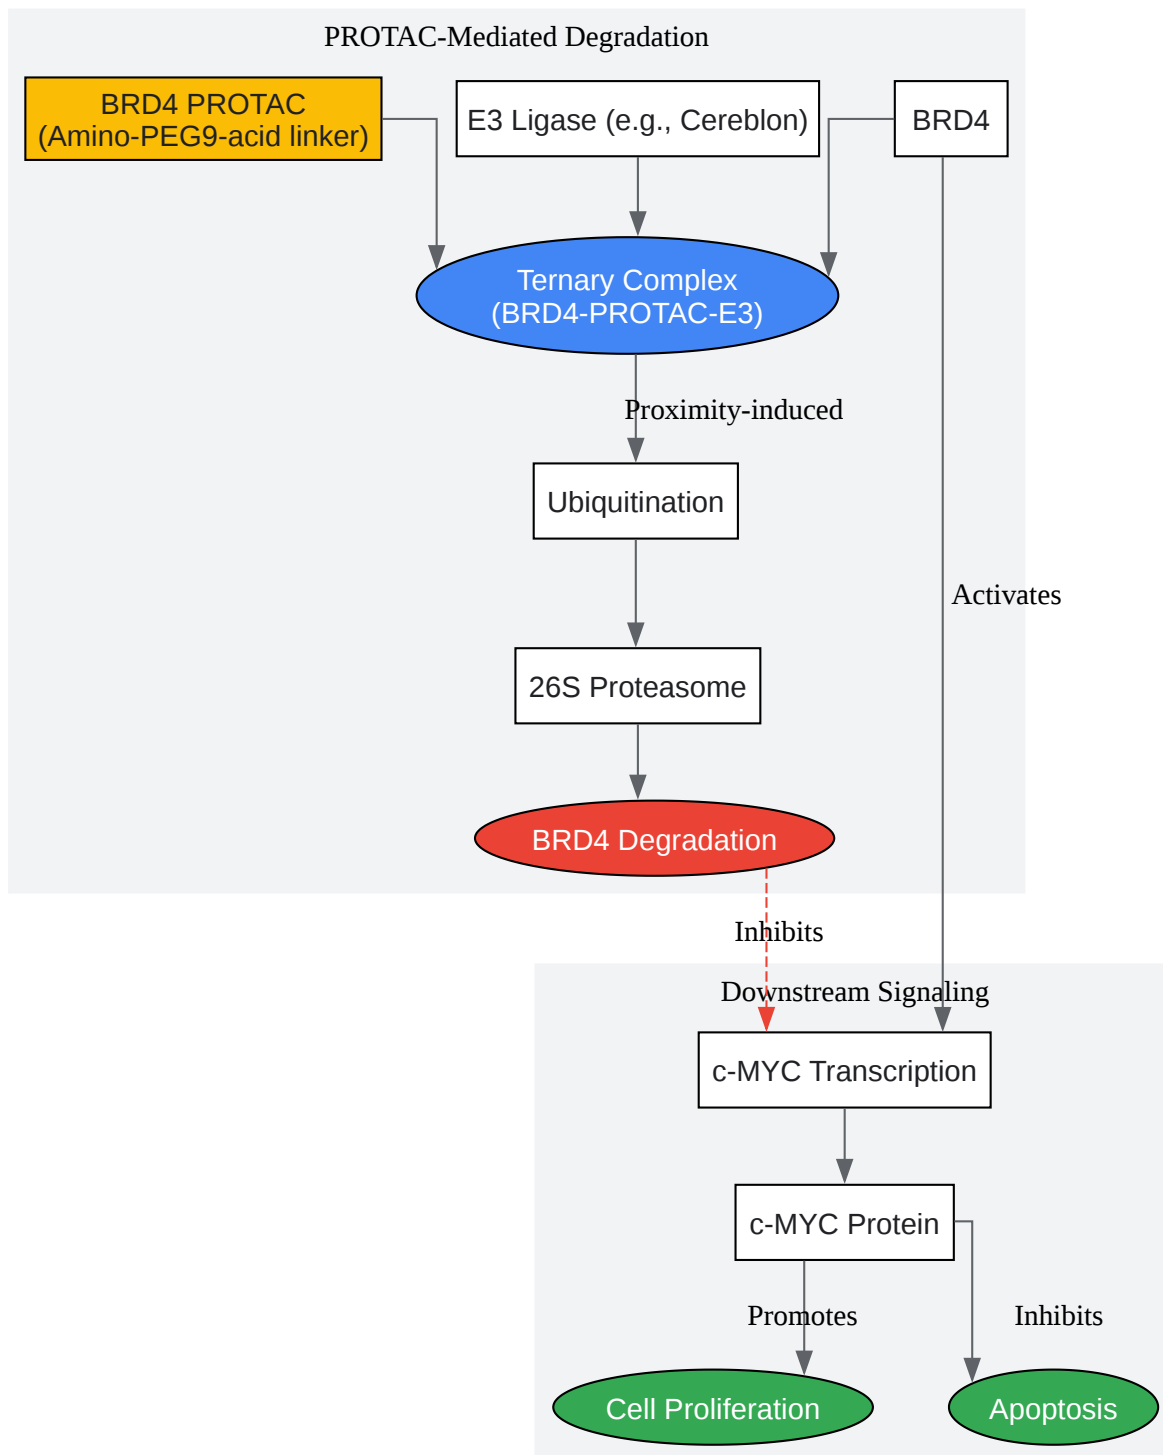 PROTAC-Mediated Degradation
BRD4 PROTAC
(Amino-PEG9-acid linker)
E3 Ligase (e.g., Cereblon)
BRD4
Ternary Complex
(BRD4-PROTAC-E3)
Proximity-induced
Ubiquitination
Activates
26S Proteasome
BRD4 Degradation
Inhibits
Downstream Signaling
c-MYC Transcription
c-MYC Protein
Promotes
Inhibits
Cell Proliferation
Apoptosis